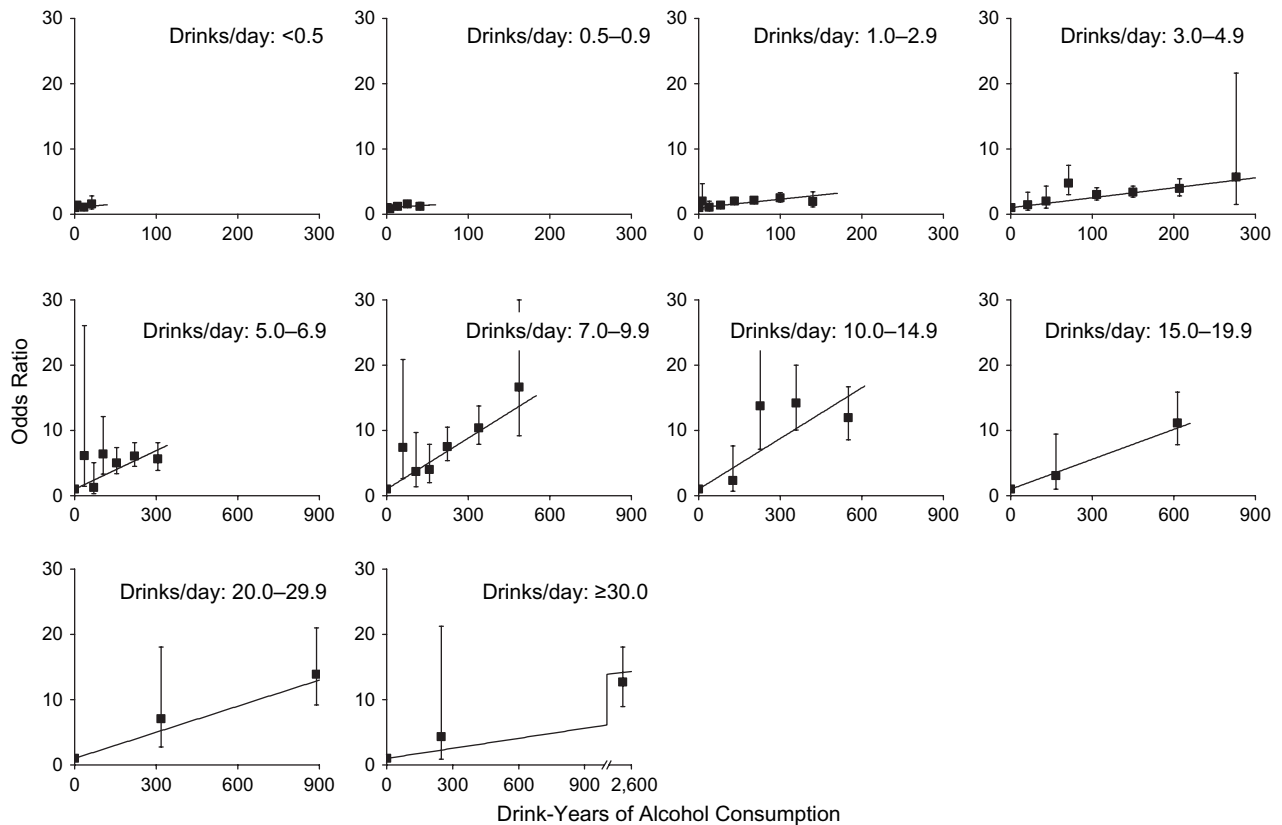 Drinks/day: <0.5
30
20
10
0
0 100 200 300
Drinks/day: 0.5–0.9
30
20
10
0
0 100 200 300
Drinks/day: 1.0–2.9
30
20
10
0
0 100 200 300
Drinks/day: 3.0–4.9
30
20
10
0
0 100 200 300
Odds Ratio
Drinks/day: 5.0–6.9
30
20
10
0
0 300 600 900
Drinks/day: 7.0–9.9
30
20
10
0
0 300 600 900
Drinks/day: 10.0–14.9
30
20
10
0
0 300 600 900
Drinks/day: 15.0–19.9
30
20
10
0
0 300 600 900
Drinks/day: 20.0–29.9
30
20
10
0
0 300 600 900
Drinks/day: ≥30.0
30
20
10
0
0 300 600 900 2,600
Drink-Years of Alcohol Consumption